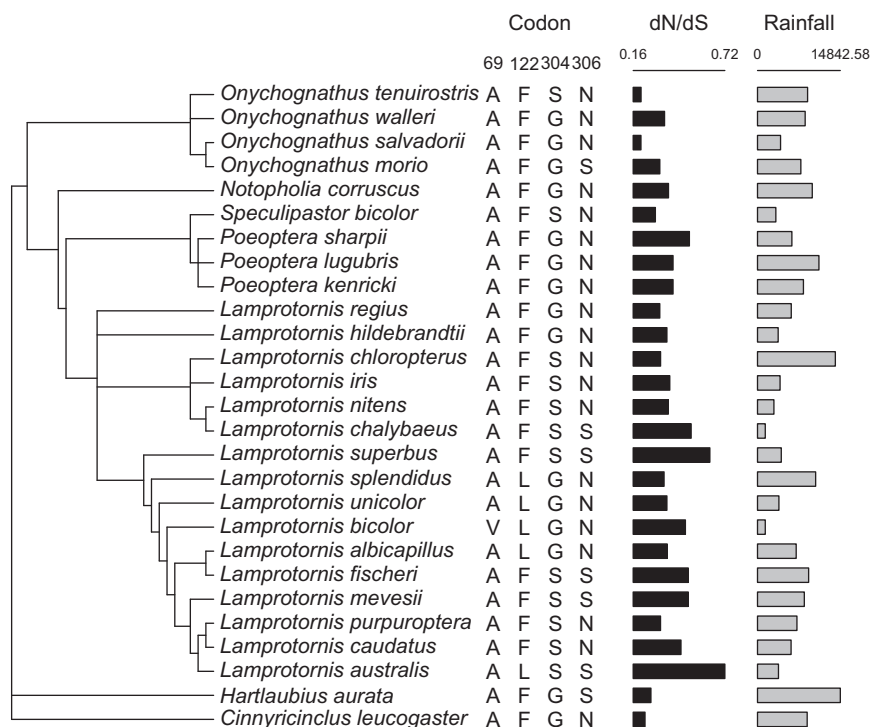 Codon dN/dS Rainfall
69 122 304 306 0.16 0.72 0 14842.58
Onychognathus tenuirostris A F S N
Onychognathus walleri A F G N
Onychognathus salvadorii A F G N
Onychognathus morio A F G S
Notopholia corruscus A F G N
Speculipastor bicolor A F S N
Poeoptera sharpii A F G N
Poeoptera lugubris A F G N
Poeoptera kenricki A F G N
Lamprotornis regius A F G N
Lamprotornis hildebrandtii A F G N
Lamprotornis chloropterus A F S N
Lamprotornis iris A F S N
Lamprotornis nitens A F S N
Lamprotornis chalybaeus A F S S
Lamprotornis superbus A F S S
Lamprotornis splendidus A L G N
Lamprotornis unicolor A L G N
Lamprotornis bicolor V L G N
Lamprotornis albicapillus A L G N
Lamprotornis fischeri A F S S
Lamprotornis mevesii A F S S
Lamprotornis purpuroptera A F S N
Lamprotornis caudatus A F S N
Lamprotornis australis A L S S
Hartlaubius aurata A F G S
Cinnyricinclus leucogaster A F G N